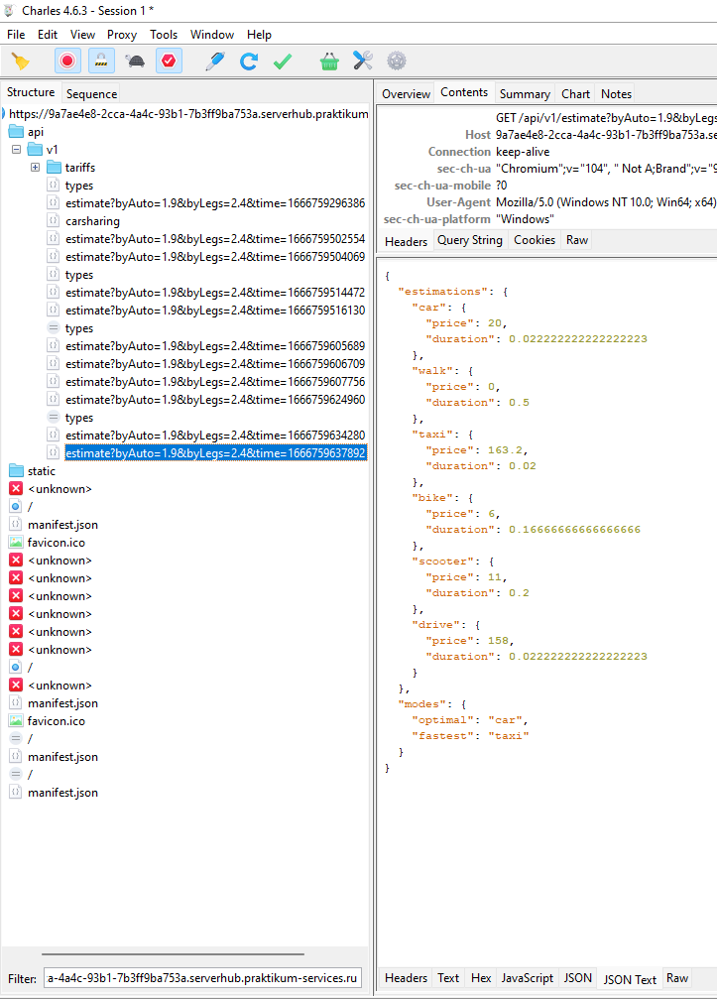 Charles 4.6.3 - Session 1 *
File Edit View Proxy Tools Window Help
Structure Sequence
https://9a7ae4e8-2cca-4a4c-93b1-7b3ff9ba753a.serverhub.praktikum
api
v1
tariffs
types
estimate?byAuto=1.9&byLegs=2.4&time=1666759296386
carsharing
estimate?byAuto=1.9&byLegs=2.4&time=1666759502554
estimate?byAuto=1.9&byLegs=2.4&time=1666759504069
types
estimate?byAuto=1.9&byLegs=2.4&time=1666759514472
estimate?byAuto=1.9&byLegs=2.4&time=1666759516130
types
estimate?byAuto=1.9&byLegs=2.4&time=1666759605689
estimate?byAuto=1.9&byLegs=2.4&time=1666759606709
estimate?byAuto=1.9&byLegs=2.4&time=1666759607756
estimate?byAuto=1.9&byLegs=2.4&time=1666759624960
types
estimate?byAuto=1.9&byLegs=2.4&time=1666759634280
estimate?byAuto=1.9&byLegs=2.4&time=1666759637892
static
<unknown>
/
manifest.json
favicon.ico
<unknown>
<unknown>
<unknown>
<unknown>
<unknown>
<unknown>
/
<unknown>
manifest.json
favicon.ico
/
manifest.json
/
manifest.json
Filter: a-4a4c-93b1-7b3ff9ba753a.serverhub.praktikum-services.ru
Overview Contents Summary Chart Notes
GET /api/v1/estimate?byAuto=1.9&byLegs
Host 9a7ae4e8-2cca-4a4c-93b1-7b3ff9ba753a.se
Connection keep-alive
sec-ch-ua "Chromium";v="104", " Not A;Brand";v="9
sec-ch-ua-mobile ?0
User-Agent Mozilla/5.0 (Windows NT 10.0; Win64; x64)
sec-ch-ua-platform "Windows"
Headers Query String Cookies Raw
{
"estimations": {
"car": {
"price": 20,
"duration": 0.022222222222222223
},
"walk": {
"price": 0,
"duration": 0.5
},
"taxi": {
"price": 163.2,
"duration": 0.02
},
"bike": {
"price": 6,
"duration": 0.16666666666666666
},
"scooter": {
"price": 11,
"duration": 0.2
},
"drive": {
"price": 158,
"duration": 0.022222222222222223
}
},
"modes": {
"optimal": "car",
"fastest": "taxi"
}
}
Headers Text Hex JavaScript JSON JSON Text Raw